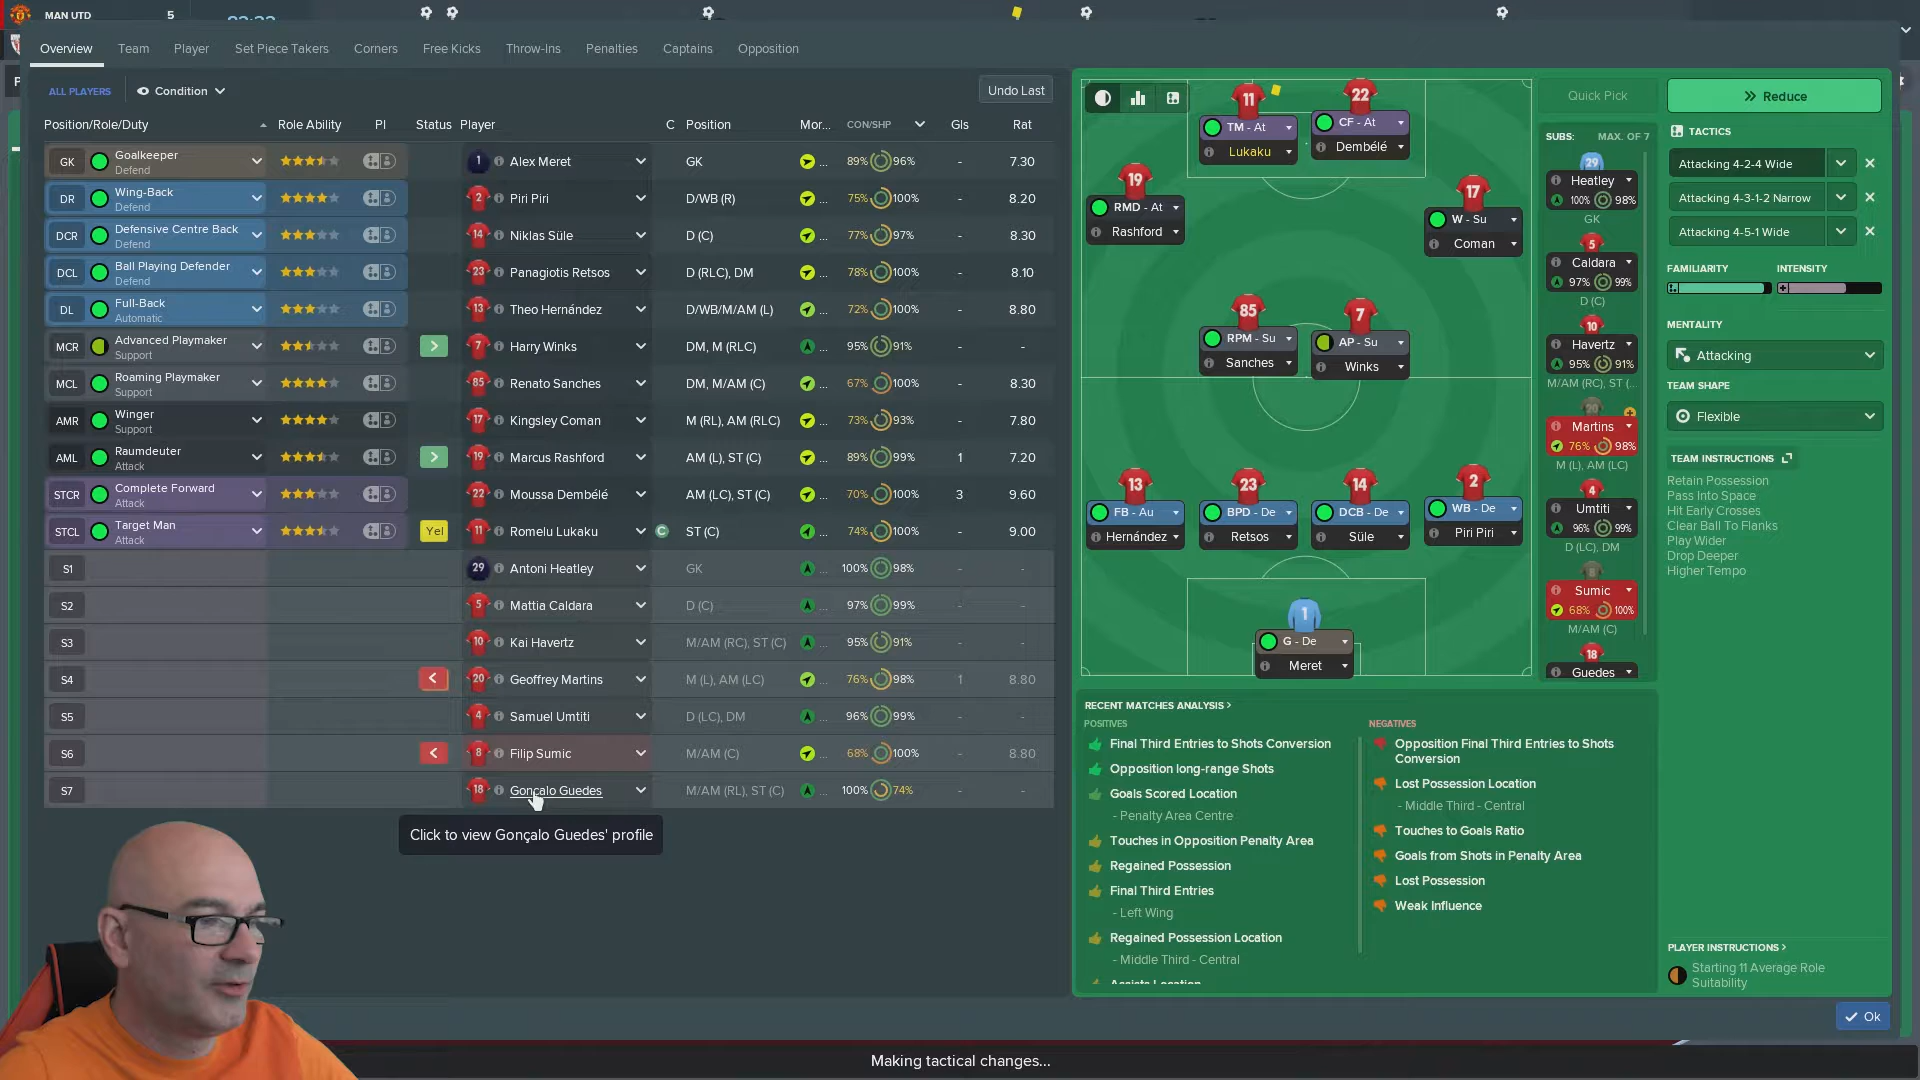 MAN UTD 5
Overview Team Player Set Piece Takers Corners Free Kicks Throw-Ins Penalties Captains Opposition
ALL PLAYERS Condition Undo Last
Position/Role/Duty Role Ability PI Status Player C Position Mor... CON/SHP Gls Rat
GK Goalkeeper Defend 1 Alex Meret GK ... 89% 96% - 7.30
DR Wing-Back Defend 2 Piri Piri D/WB (R) ... 75% 100% - 8.20
DCR Defensive Centre Back Defend 14 Niklas Süle D (C) ... 77% 97% - 8.30
DCL Ball Playing Defender Defend 23 Panagiotis Retsos D (RLC), DM ... 78% 100% - 8.10
DL Full-Back Automatic 13 Theo Hernández D/WB/M/AM (L) ... 72% 100% - 8.80
MCR Advanced Playmaker Support 7 Harry Winks DM, M (RLC) ... 95% 91% - -
MCL Roaming Playmaker Support 85 Renato Sanches DM, M/AM (C) ... 67% 100% - 8.30
AMR Winger Support 17 Kingsley Coman M (RL), AM (RLC) ... 73% 93% - 7.80
AML Raumdeuter Attack 19 Marcus Rashford AM (L), ST (C) ... 89% 99% 1 7.20
STCR Complete Forward Attack 22 Moussa Dembélé AM (LC), ST (C) ... 70% 100% 3 9.60
STCL Target Man Attack Yel 11 Romelu Lukaku C ST (C) ... 74% 100% - 9.00
S1 29 Antoni Heatley GK ... 100% 98% - -
S2 5 Mattia Caldara D (C) ... 97% 99% - -
S3 10 Kai Havertz M/AM (RC), ST (C) ... 95% 91% - -
S4 20 Geoffrey Martins M (L), AM (LC) ... 76% 98% 1 8.80
S5 4 Samuel Umtiti D (LC), DM ... 96% 99% - -
S6 8 Filip Sumic M/AM (C) ... 68% 100% - 8.80
S7 18 Gonçalo Guedes M/AM (RL), ST (C) ... 100% 74% - -
Click to view Gonçalo Guedes' profile
11 22
TM - At CF - At
Lukaku Dembélé
19 17
RMD - At W - Su
Rashford Coman
85 7
RPM - Su AP - Su
Sanches Winks
13 23 14 2
FB - Au BPD - De DCB - De WB - De
Hernández Retsos Süle Piri Piri
1
G - De
Meret
Quick Pick
SUBS: MAX. OF 7
29
Heatley
100% 98%
GK
5
Caldara
97% 99%
D (C)
10
Havertz
95% 91%
M/AM (RC), ST (...
20
Martins
76% 98%
M (L), AM (LC)
4
Umtiti
96% 99%
D (LC), DM
8
Sumic
68% 100%
M/AM (C)
18
Guedes
Reduce
TACTICS
Attacking 4-2-4 Wide
Attacking 4-3-1-2 Narrow
Attacking 4-5-1 Wide
FAMILIARITY INTENSITY
MENTALITY
Attacking
TEAM SHAPE
Flexible
TEAM INSTRUCTIONS
Retain Possession
Pass Into Space
Hit Early Crosses
Clear Ball To Flanks
Play Wider
Drop Deeper
Higher Tempo
RECENT MATCHES ANALYSIS >
POSITIVES
Final Third Entries to Shots Conversion
Opposition long-range Shots
Goals Scored Location
- Penalty Area Centre
Touches in Opposition Penalty Area
Regained Possession
Final Third Entries
- Left Wing
Regained Possession Location
- Middle Third - Central
Assists Location
NEGATIVES
Opposition Final Third Entries to Shots
Conversion
Lost Possession Location
- Middle Third - Central
Touches to Goals Ratio
Goals from Shots in Penalty Area
Lost Possession
Weak Influence
PLAYER INSTRUCTIONS >
Starting 11 Average Role
Suitability
Ok
Making tactical changes...